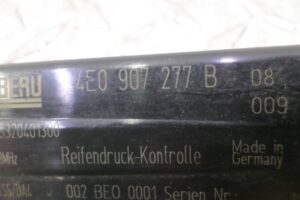 BERU 4E0 907 277 B 08
009
Reifendruck-Kontrolle Made in
Germany
002 BE0 0001 Serien Nr.